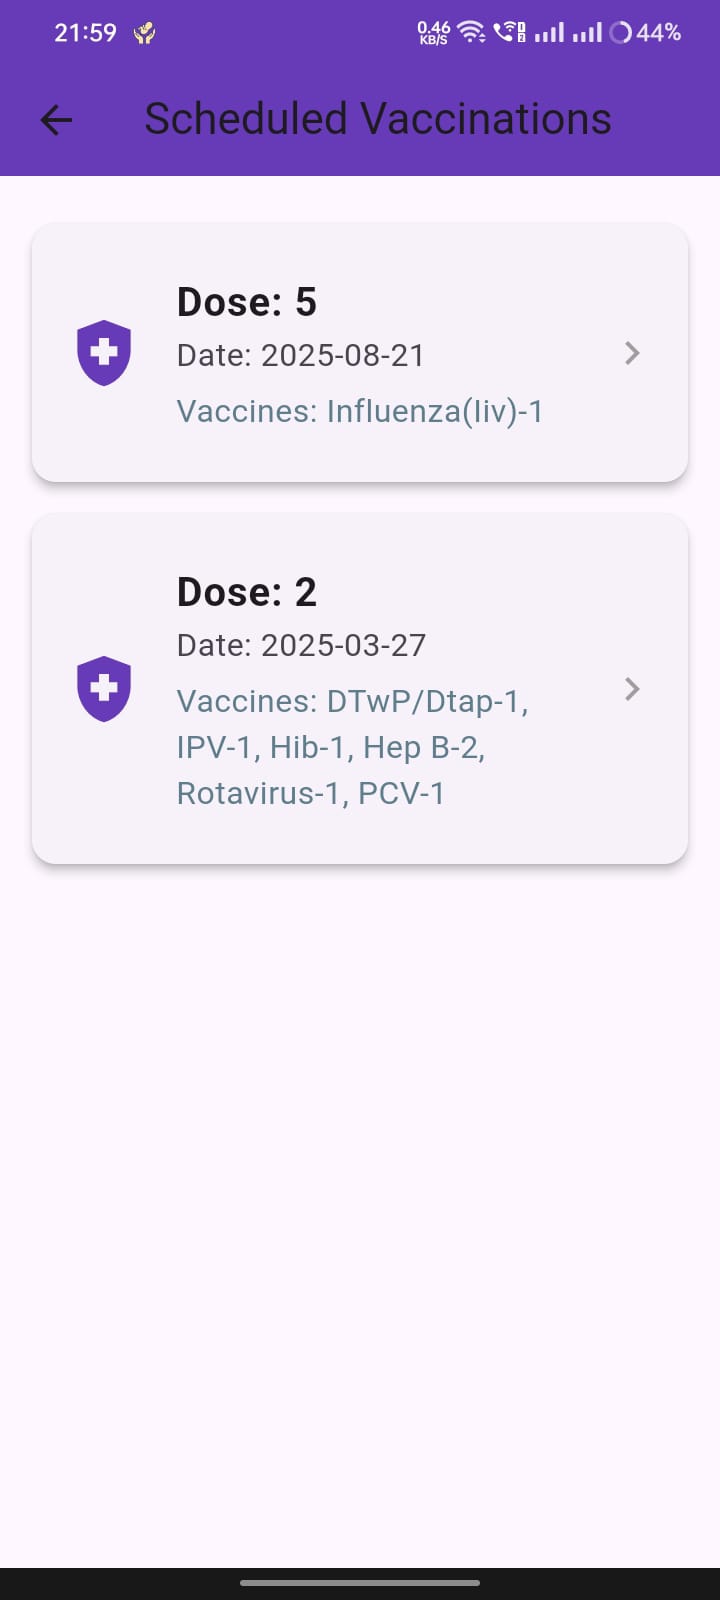 21:59
0.46
KB/S
44%
Scheduled Vaccinations
Dose: 5
Date: 2025-08-21
Vaccines: Influenza(Iiv)-1
Dose: 2
Date: 2025-03-27
Vaccines: DTwP/Dtap-1,
IPV-1, Hib-1, Hep B-2,
Rotavirus-1, PCV-1